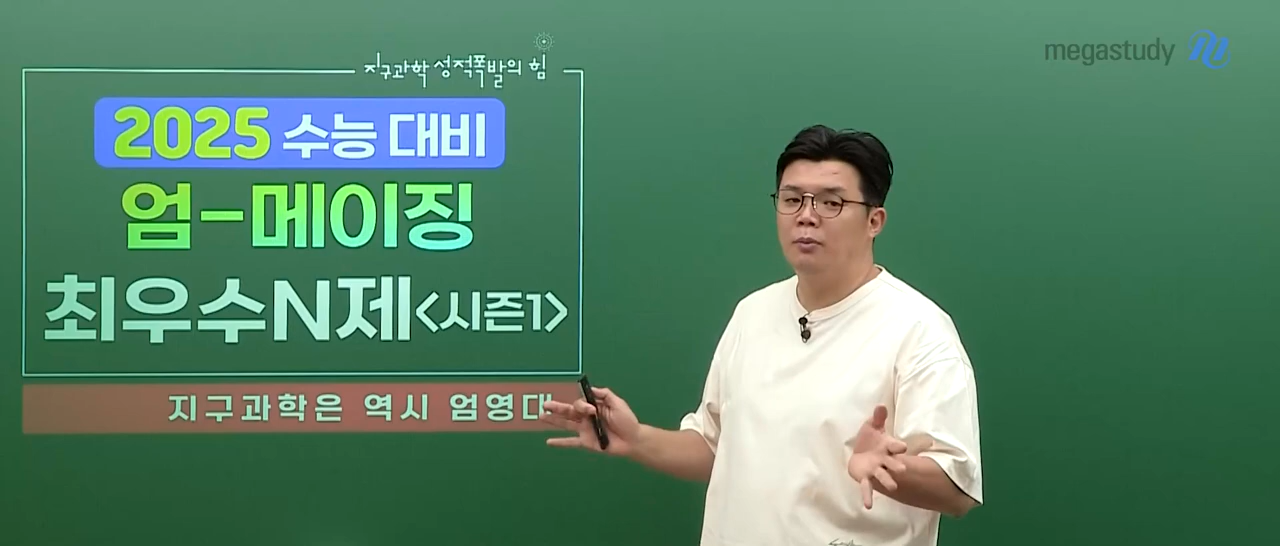 지구과학 성적폭발의 힘
megastudy
2025 수능 대비
엄-메이징
최우수N제<시즌1>
지구과학은 역시 엄영대